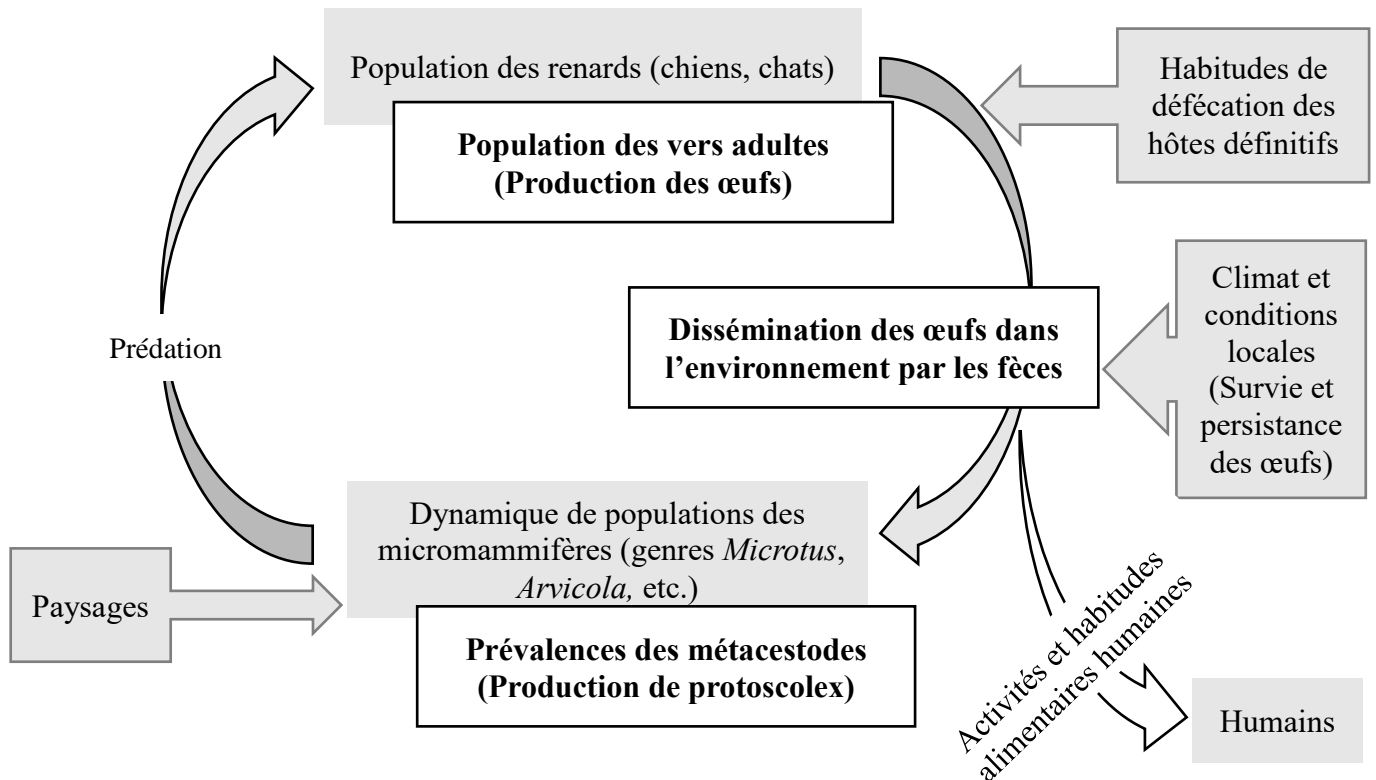 Population des renards (chiens, chats)
Population des vers adultes
(Production des œufs)
Habitudes de
défécation des
hôtes définitifs
Dissémination des œufs dans
l’environnement par les fèces
Climat et
conditions
locales
(Survie et
persistance
des œufs)
Prédation
Dynamique de populations des
micromammifères (genres Microtus,
Arvicola, etc.)
Paysages
Prévalences des métacestodes
(Production de protoscolex)
Activités et habitudes
alimentaires humaines
Humains